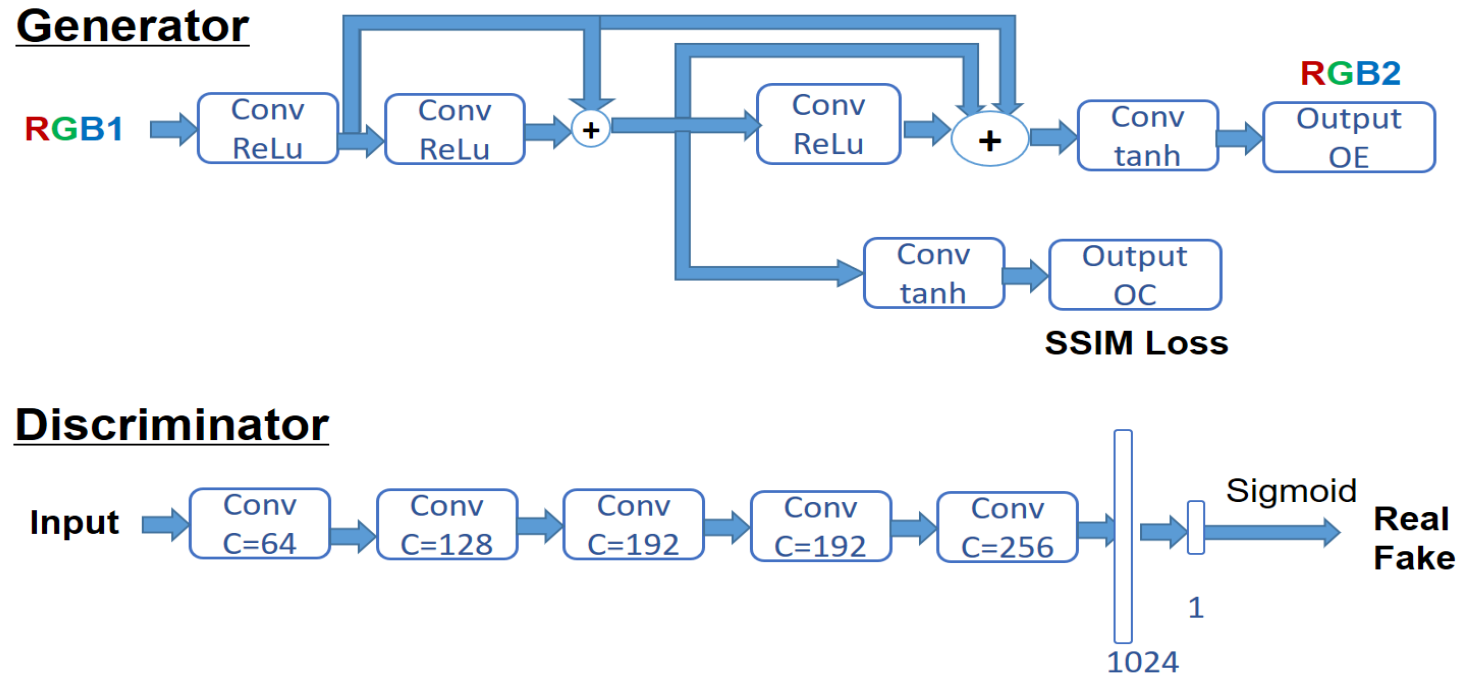 Generator
RGB1
Conv
ReLu
Conv
ReLu
+
Conv
ReLu
+
Conv
tanh
RGB2
Output
OE
Conv
tanh
Output
OC
SSIM Loss
Discriminator
Input
Conv
C=64
Conv
C=128
Conv
C=192
Conv
C=192
Conv
C=256
1024
1
Sigmoid
Real
Fake